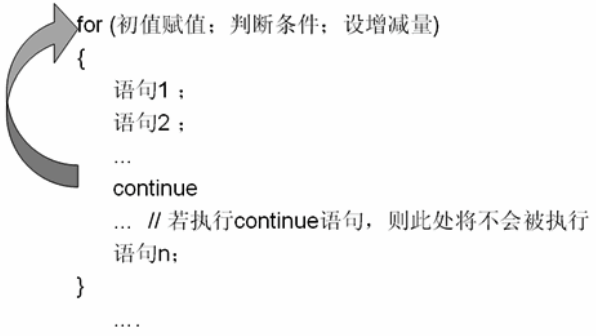 for (初值赋值；判断条件；设增减量)
{
语句1；
语句2；
...
continue
... // 若执行continue语句，则此处将不会被执行
语句n;
}
....